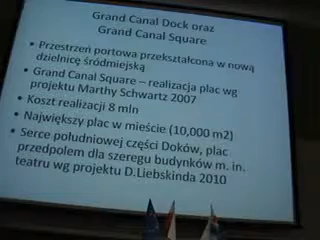 Grand Canal Dock oraz
Grand Canal Square
• Przestrzeń portowa przekształcona w nową
dzielnicę śródmiejską
• Grand Canal Square – realizacja plac wg
projektu Marthy Schwartz 2007
• Koszt realizacji 8 mln
• Największy plac w mieście (10,000 m2)
• Serce południowej części Doków, plac
przedpolem dla szeregu budynków m. in.
teatru wg projektu D.Liebskinda 2010